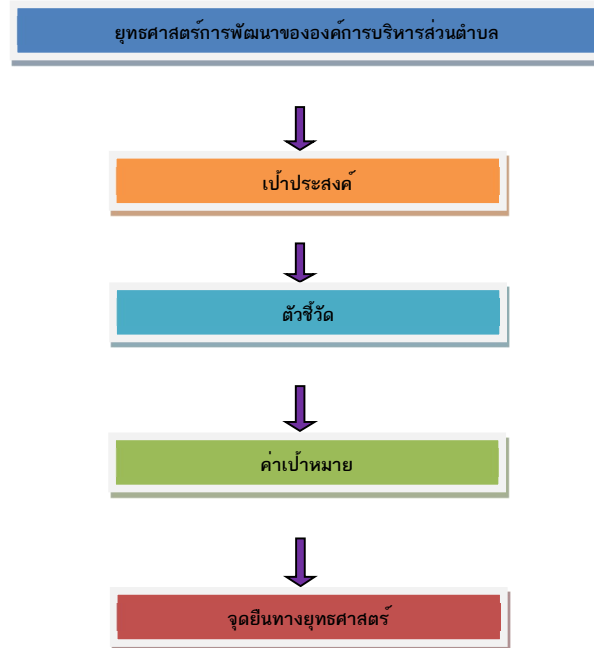 ยุทธศาสตร์การพัฒนาขององค์การบริหารส่วนตำบล
เป้าประสงค์
ตัวชี้วัด
ค่าเป้าหมาย
จุดยืนทางยุทธศาสตร์